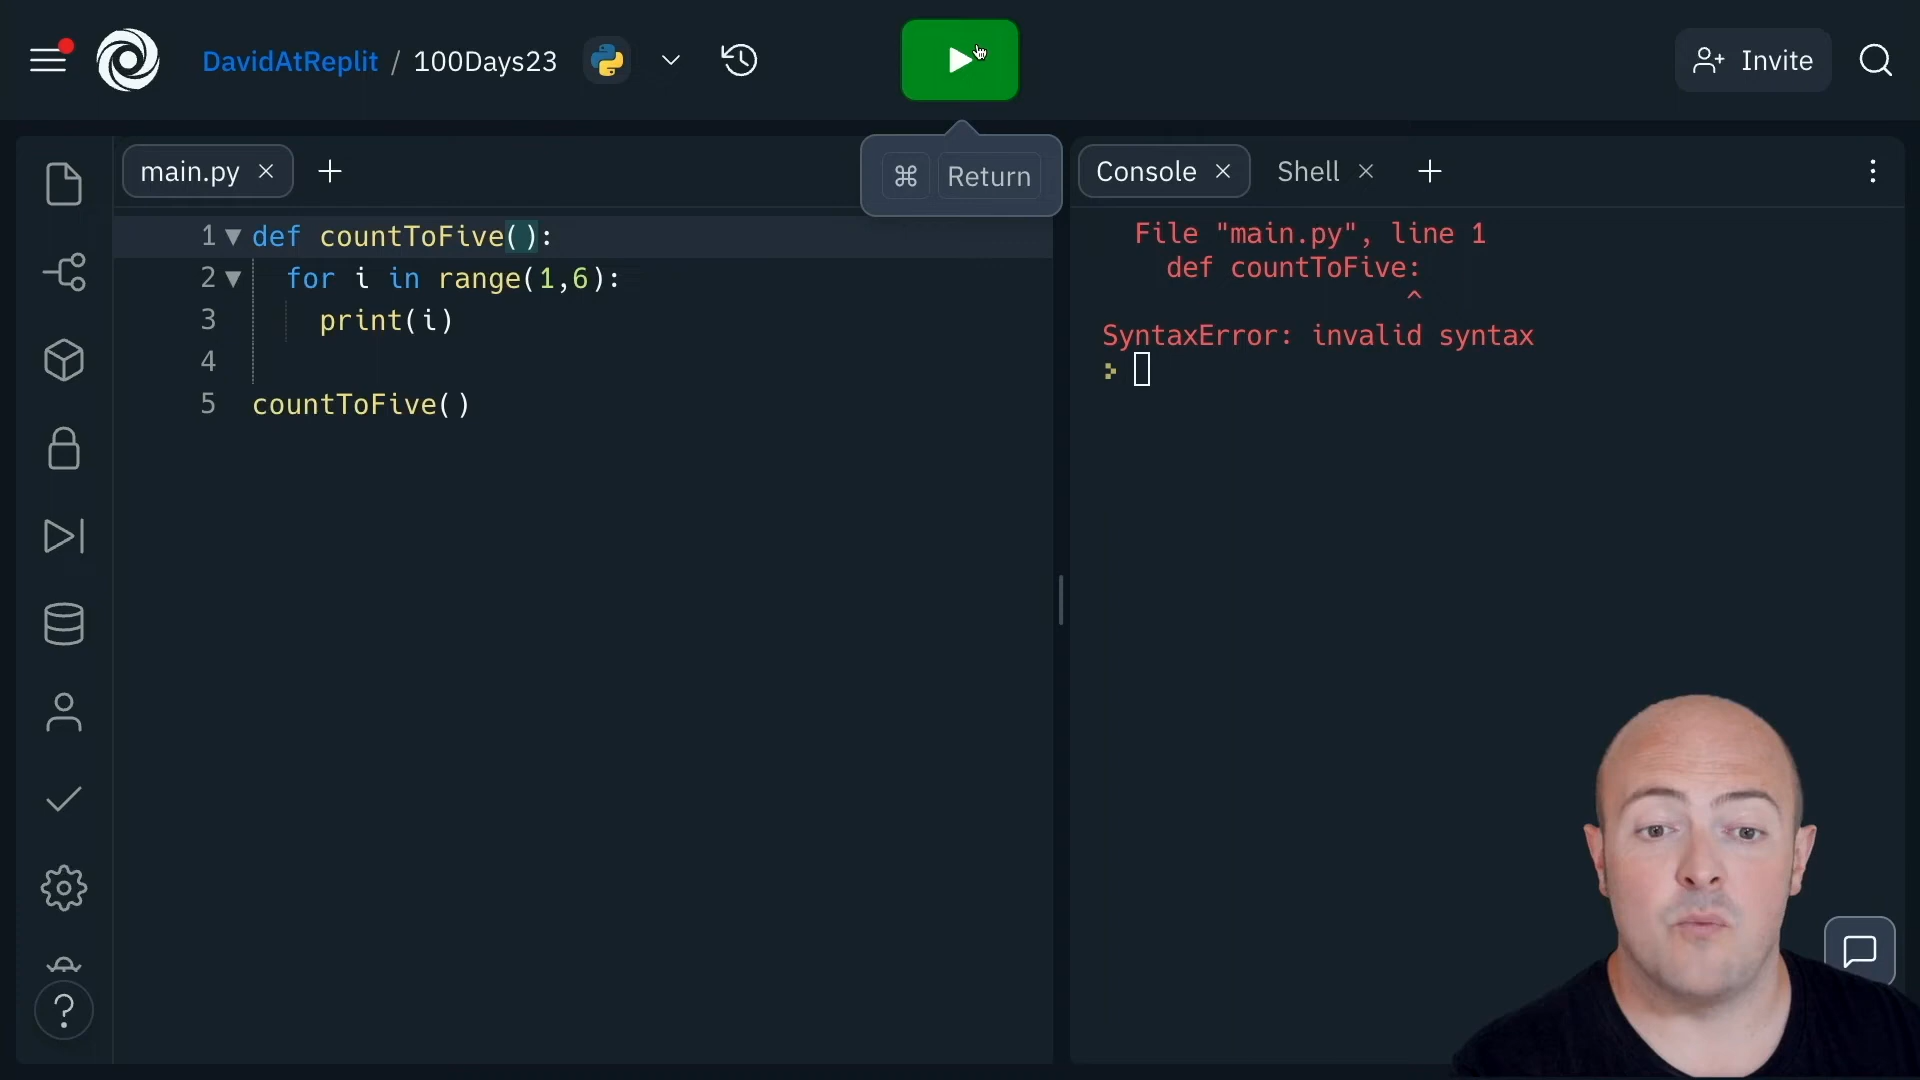 DavidAtReplit / 100Days23
Invite
⌘ Return
main.py
1 def countToFive():
2 for i in range(1,6):
3 print(i)
4
5 countToFive()
Console
Shell
File "main.py", line 1
def countToFive:
^
SyntaxError: invalid syntax
?